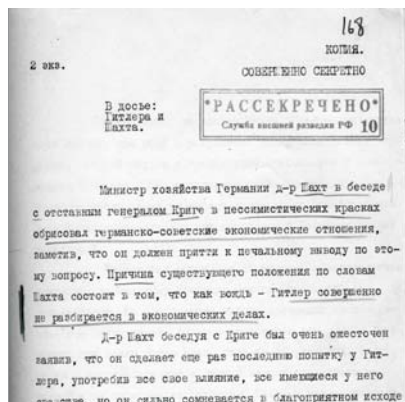 168
КОПИЯ.
2 экз.
СОВЕРШЕННО СЕКРЕТНО
В досье:
Гитлера и
Шахта.
*РАССЕКРЕЧЕНО*
Служба внешней разведки РФ 10
Министр хозяйства Германии д-р Шахт в беседе
с отставным генералом Криге в пессимистических красках
обрисовал германско-советские экономические отношения,
заметив, что он должен притти к печальному выводу по это-
му вопросу. Причина существующего положения по словам
Шахта состоит в том, что как вождь - Гитлер совершенно
не разбирается в экономических делах.
Д-р Шахт беседуя с Криге был очень ожесточен
заявив, что он сделает еще раз последнюю попытку у Гит-
лера, употребив все свое влияние, все имеющиеся у него
средства, но он сильно сомневается в благоприятном исходе